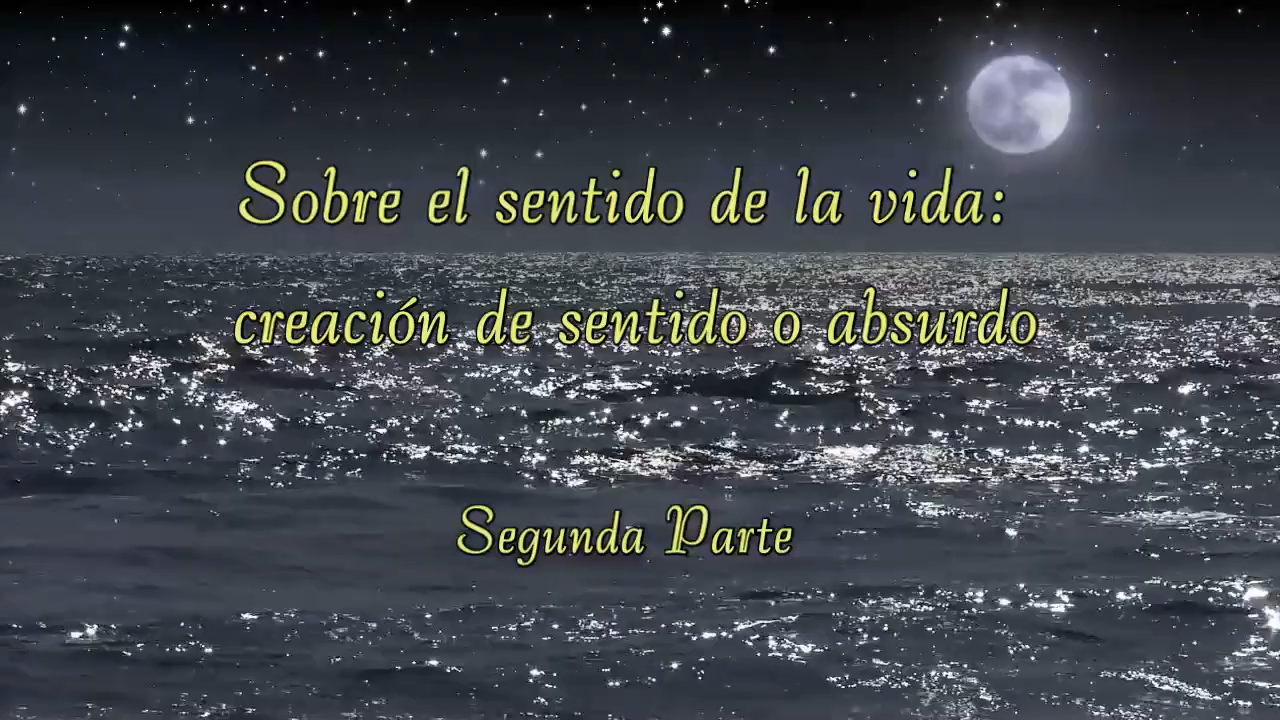 Sobre el sentido de la vida:
creación de sentido o absurdo
Segunda Parte